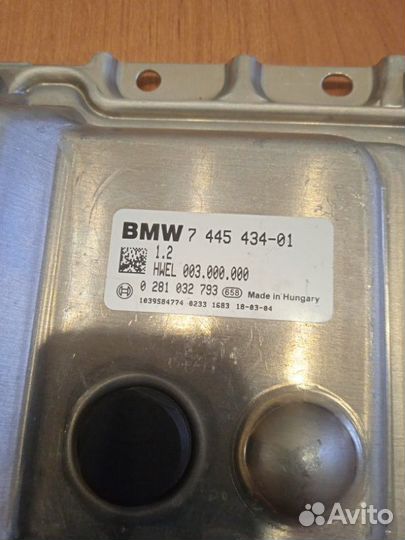 BMW 7 445 434-01
1.2
HWEL 003.000.000
0 281 032 793 658 Made in Hungary
1039S84774 0233 1683 18-03-04
Avito